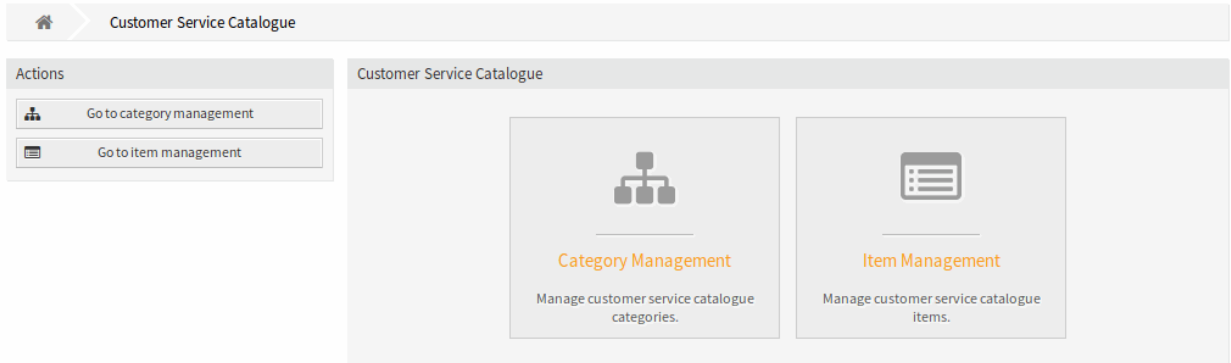 Customer Service Catalogue
Actions
Go to category management
Go to item management
Customer Service Catalogue
Category Management
Manage customer service catalogue
categories.
Item Management
Manage customer service catalogue
items.